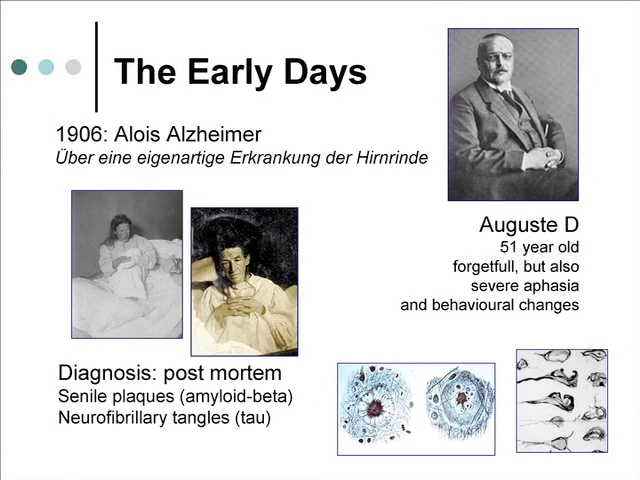 The Early Days
1906: Alois Alzheimer
Über eine eigenartige Erkrankung der Hirnrinde
Auguste D
51 year old
forgetfull, but also
severe aphasia
and behavioural changes
Diagnosis: post mortem
Senile plaques (amyloid-beta)
Neurofibrillary tangles (tau)